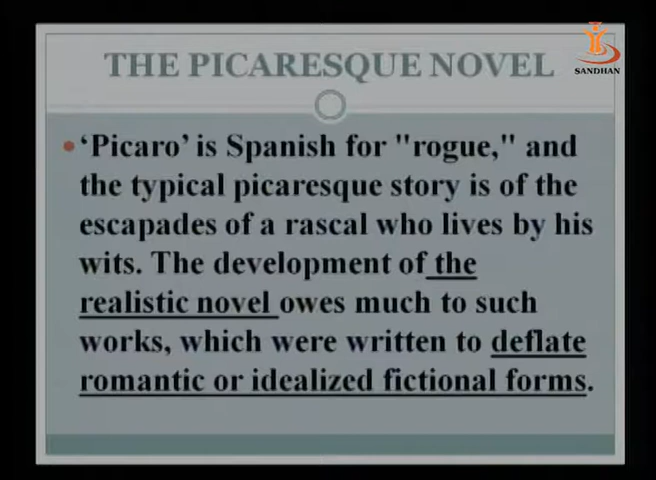 SANDHAN
THE PICARESQUE NOVEL
• ‘Picaro’ is Spanish for "rogue," and
the typical picaresque story is of the
escapades of a rascal who lives by his
wits. The development of the
realistic novel owes much to such
works, which were written to deflate
romantic or idealized fictional forms.